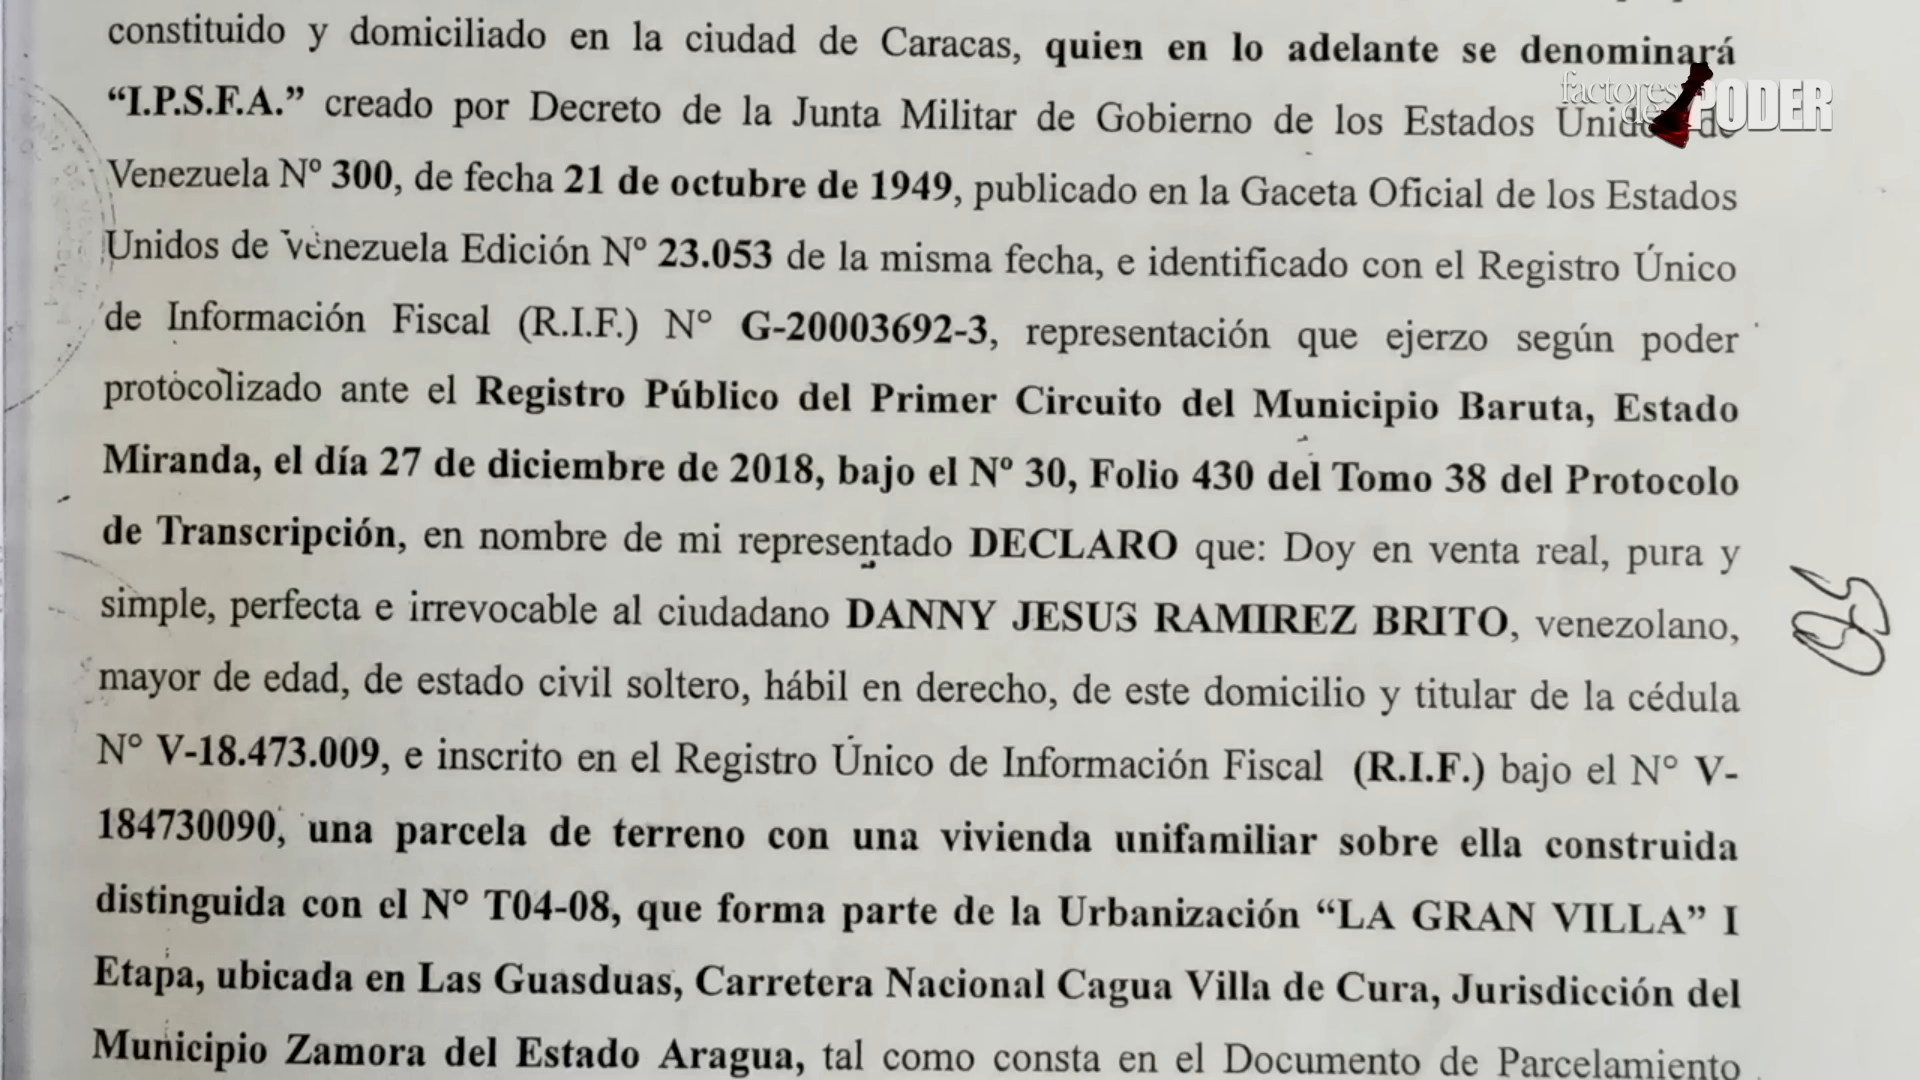 constituido y domiciliado en la ciudad de Caracas, quien en lo adelante se denominará
“I.P.S.F.A.” creado por Decreto de la Junta Militar de Gobierno de los Estados Unidos de
factores de PODER
Venezuela Nº 300, de fecha 21 de octubre de 1949, publicado en la Gaceta Oficial de los Estados
Unidos de Venezuela Edición Nº 23.053 de la misma fecha, e identificado con el Registro Único
de Información Fiscal (R.I.F.) N° G-20003692-3, representación que ejerzo según poder
protocolizado ante el Registro Público del Primer Circuito del Municipio Baruta, Estado
Miranda, el día 27 de diciembre de 2018, bajo el Nº 30, Folio 430 del Tomo 38 del Protocolo
de Transcripción, en nombre de mi representado DECLARO que: Doy en venta real, pura y
simple, perfecta e irrevocable al ciudadano DANNY JESUS RAMIREZ BRITO, venezolano,
mayor de edad, de estado civil soltero, hábil en derecho, de este domicilio y titular de la cédula
N° V-18.473.009, e inscrito en el Registro Único de Información Fiscal (R.I.F.) bajo el N° V-
184730090, una parcela de terreno con una vivienda unifamiliar sobre ella construida
distinguida con el N° T04-08, que forma parte de la Urbanización “LA GRAN VILLA” I
Etapa, ubicada en Las Guasduas, Carretera Nacional Cagua Villa de Cura, Jurisdicción del
Municipio Zamora del Estado Aragua, tal como consta en el Documento de Parcelamiento